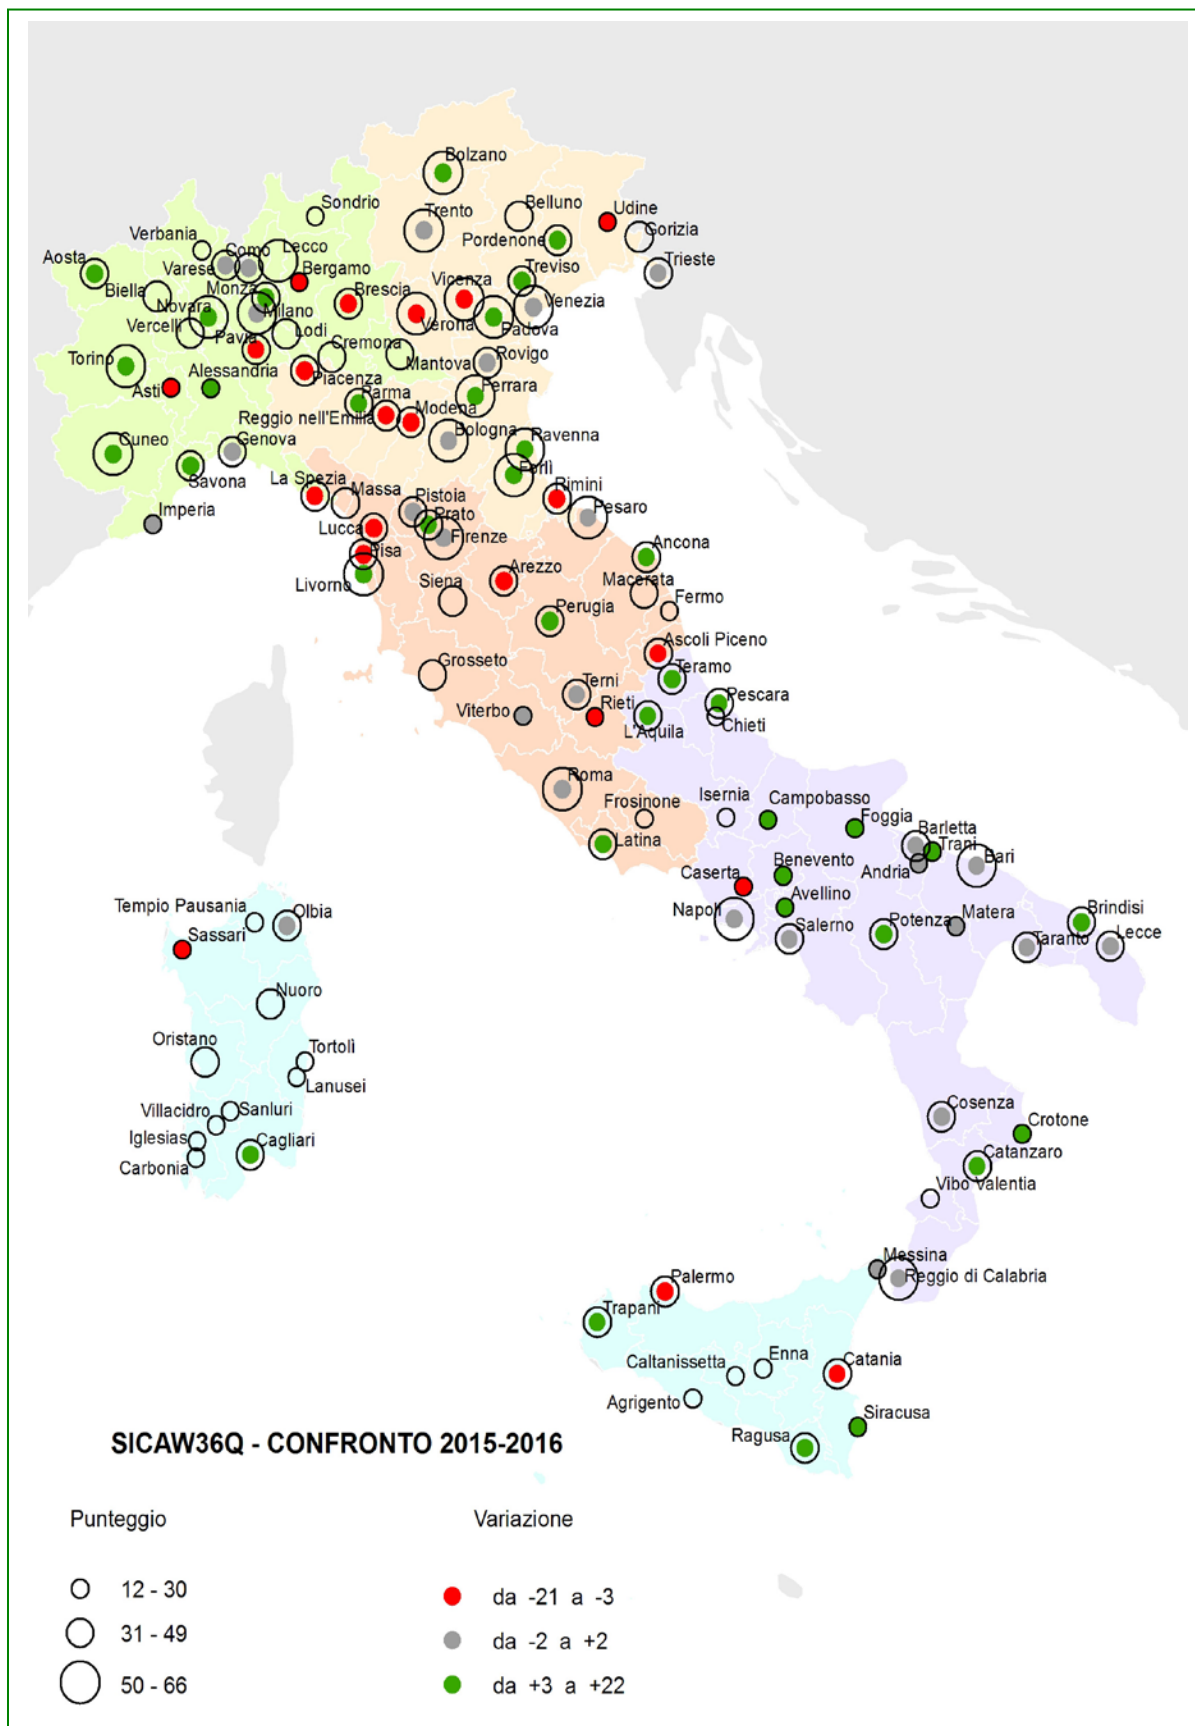 Bolzano
Sondrio
Belluno
Udine
Trento
Gorizia
Verbania
Pordenone
Como
Lecco
Aosta
Varese
Bergamo
Trieste
Vicenza
Treviso
Biella
Monza
Brescia
Novara
Milano
Venezia
Vercelli
Lodi
Verona
Padova
Pavia
Cremona
Torino
Mantova
Rovigo
Alessandria
Piacenza
Asti
Parma
Ferrara
Reggio nell'Emilia
Modena
Cuneo
Genova
Bologna
Ravenna
Savona
Forlì
La Spezia
Massa
Rimini
Imperia
Pistoia
Pesaro
Prato
Lucca
Firenze
Ancona
Pisa
Arezzo
Livorno
Siena
Macerata
Fermo
Perugia
Ascoli Piceno
Grosseto
Teramo
Terni
Pescara
Viterbo
Rieti
Chieti
L'Aquila
Roma
Isernia
Campobasso
Frosinone
Foggia
Barletta
Latina
Trani
Benevento
Bari
Caserta
Andria
Avellino
Tempio Pausania
Olbia
Napoli
Matera
Brindisi
Potenza
Salerno
Taranto
Lecce
Sassari
Nuoro
Oristano
Tortolì
Lanusei
Villacidro
Sanluri
Cosenza
Iglesias
Cagliari
Crotone
Carbonia
Catanzaro
Vibo Valentia
Messina
Palermo
Reggio di Calabria
Trapani
Enna
Caltanissetta
Catania
Agrigento
Siracusa
Ragusa
SICAW36Q - CONFRONTO 2015-2016
Punteggio
Variazione
12 - 30
da -21 a -3
31 - 49
da -2 a +2
50 - 66
da +3 a +22